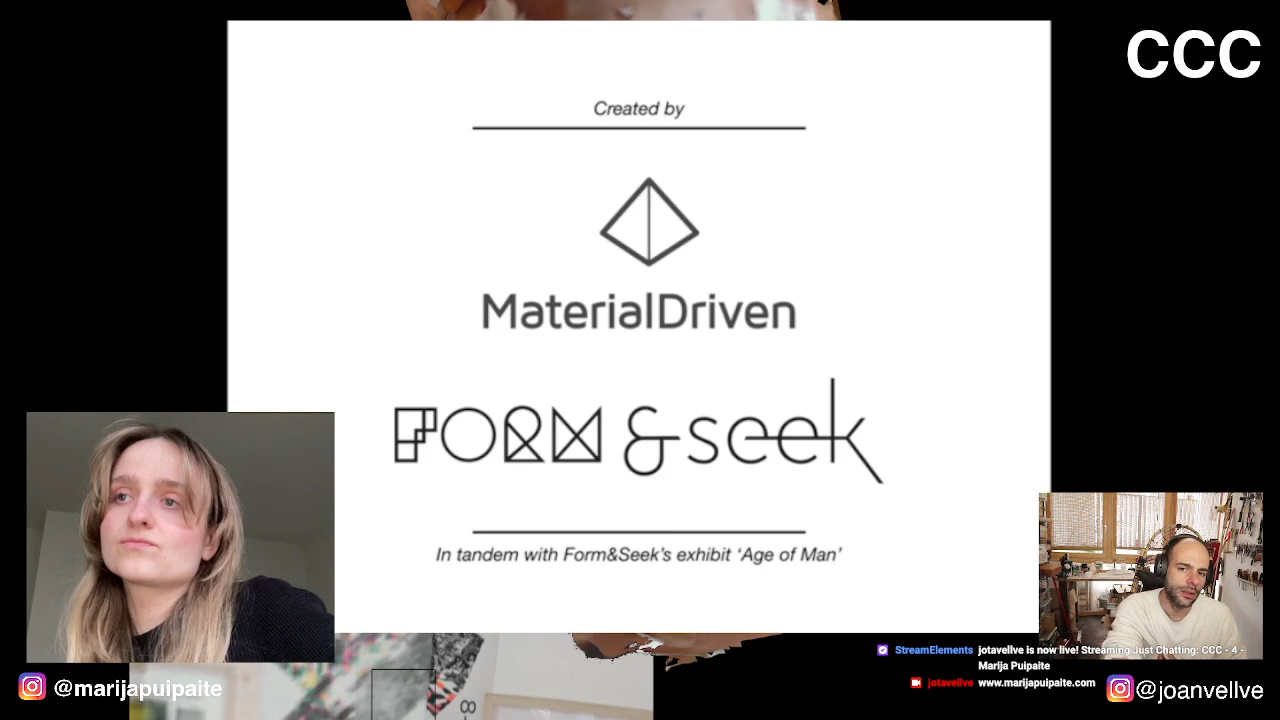 CCC
Created by
MaterialDriven
FORM & seek
In tandem with Form&Seek's exhibit 'Age of Man'
StreamElements jotavellve is now live! Streaming Just Chatting: CCC - 4 -
Marija Puipaite
jotavellve www.marijapuipaite.com
@marijapuipaite
@joanvellve